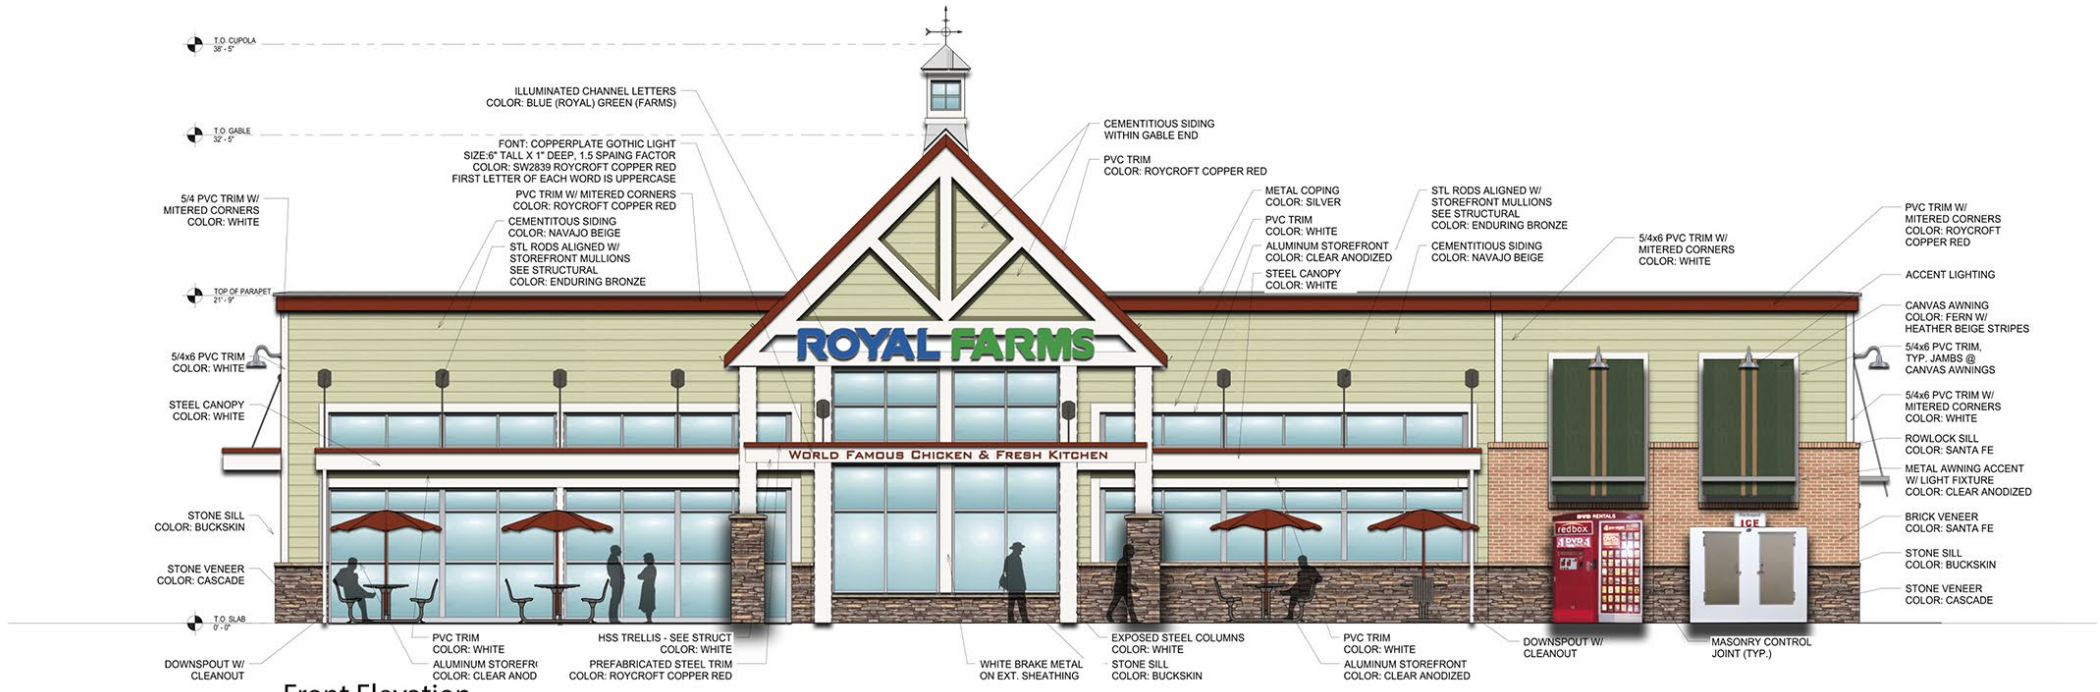 T.O. CUPOLA
38' - 5"
T.O. GABLE
32' - 5"
TOP OF PARAPET
21' - 9"
T.O. SLAB
0' - 0"
ILLUMINATED CHANNEL LETTERS
COLOR: BLUE (ROYAL) GREEN (FARMS)
FONT: COPPERPLATE GOTHIC LIGHT
SIZE:6" TALL X 1" DEEP, 1.5 SPAING FACTOR
COLOR: SW2839 ROYCROFT COPPER RED
FIRST LETTER OF EACH WORD IS UPPERCASE
PVC TRIM W/ MITERED CORNERS
COLOR: ROYCROFT COPPER RED
CEMENTITOUS SIDING
COLOR: NAVAJO BEIGE
STL RODS ALIGNED W/
STOREFRONT MULLIONS
SEE STRUCTURAL
COLOR: ENDURING BRONZE
5/4 PVC TRIM W/
MITERED CORNERS
COLOR: WHITE
5/4x6 PVC TRIM
COLOR: WHITE
STEEL CANOPY
COLOR: WHITE
STONE SILL
COLOR: BUCKSKIN
STONE VENEER
COLOR: CASCADE
DOWNSPOUT W/
CLEANOUT
CEMENTITIOUS SIDING
WITHIN GABLE END
PVC TRIM
COLOR: ROYCROFT COPPER RED
METAL COPING
COLOR: SILVER
PVC TRIM
COLOR: WHITE
ALUMINUM STOREFRONT
COLOR: CLEAR ANODIZED
STEEL CANOPY
COLOR: WHITE
STL RODS ALIGNED W/
STOREFRONT MULLIONS
SEE STRUCTURAL
COLOR: ENDURING BRONZE
CEMENTITIOUS SIDING
COLOR: NAVAJO BEIGE
5/4x6 PVC TRIM W/
MITERED CORNERS
COLOR: WHITE
PVC TRIM W/
MITERED CORNERS
COLOR: ROYCROFT
COPPER RED
ACCENT LIGHTING
CANVAS AWNING
COLOR: FERN W/
HEATHER BEIGE STRIPES
5/4x6 PVC TRIM,
TYP. JAMBS @
CANVAS AWNINGS
5/4x6 PVC TRIM W/
MITERED CORNERS
COLOR: WHITE
ROWLOCK SILL
COLOR: SANTA FE
METAL AWNING ACCENT
W/ LIGHT FIXTURE
COLOR: CLEAR ANODIZED
BRICK VENEER
COLOR: SANTA FE
STONE SILL
COLOR: BUCKSKIN
STONE VENEER
COLOR: CASCADE
ROYAL FARMS
World Famous Chicken & Fresh Kitchen
DVD RENTALS
redbox
DVD
ICE
PVC TRIM
COLOR: WHITE
ALUMINUM STOREFR
COLOR: CLEAR ANOD
HSS TRELLIS - SEE STRUCT
COLOR: WHITE
PREFABRICATED STEEL TRIM
COLOR: ROYCROFT COPPER RED
WHITE BRAKE METAL
ON EXT. SHEATHING
EXPOSED STEEL COLUMNS
COLOR: WHITE
STONE SILL
COLOR: BUCKSKIN
PVC TRIM
COLOR: WHITE
ALUMINUM STOREFRONT
COLOR: CLEAR ANODIZED
DOWNSPOUT W/
CLEANOUT
MASONRY CONTROL
JOINT (TYP.)
Front Elevation